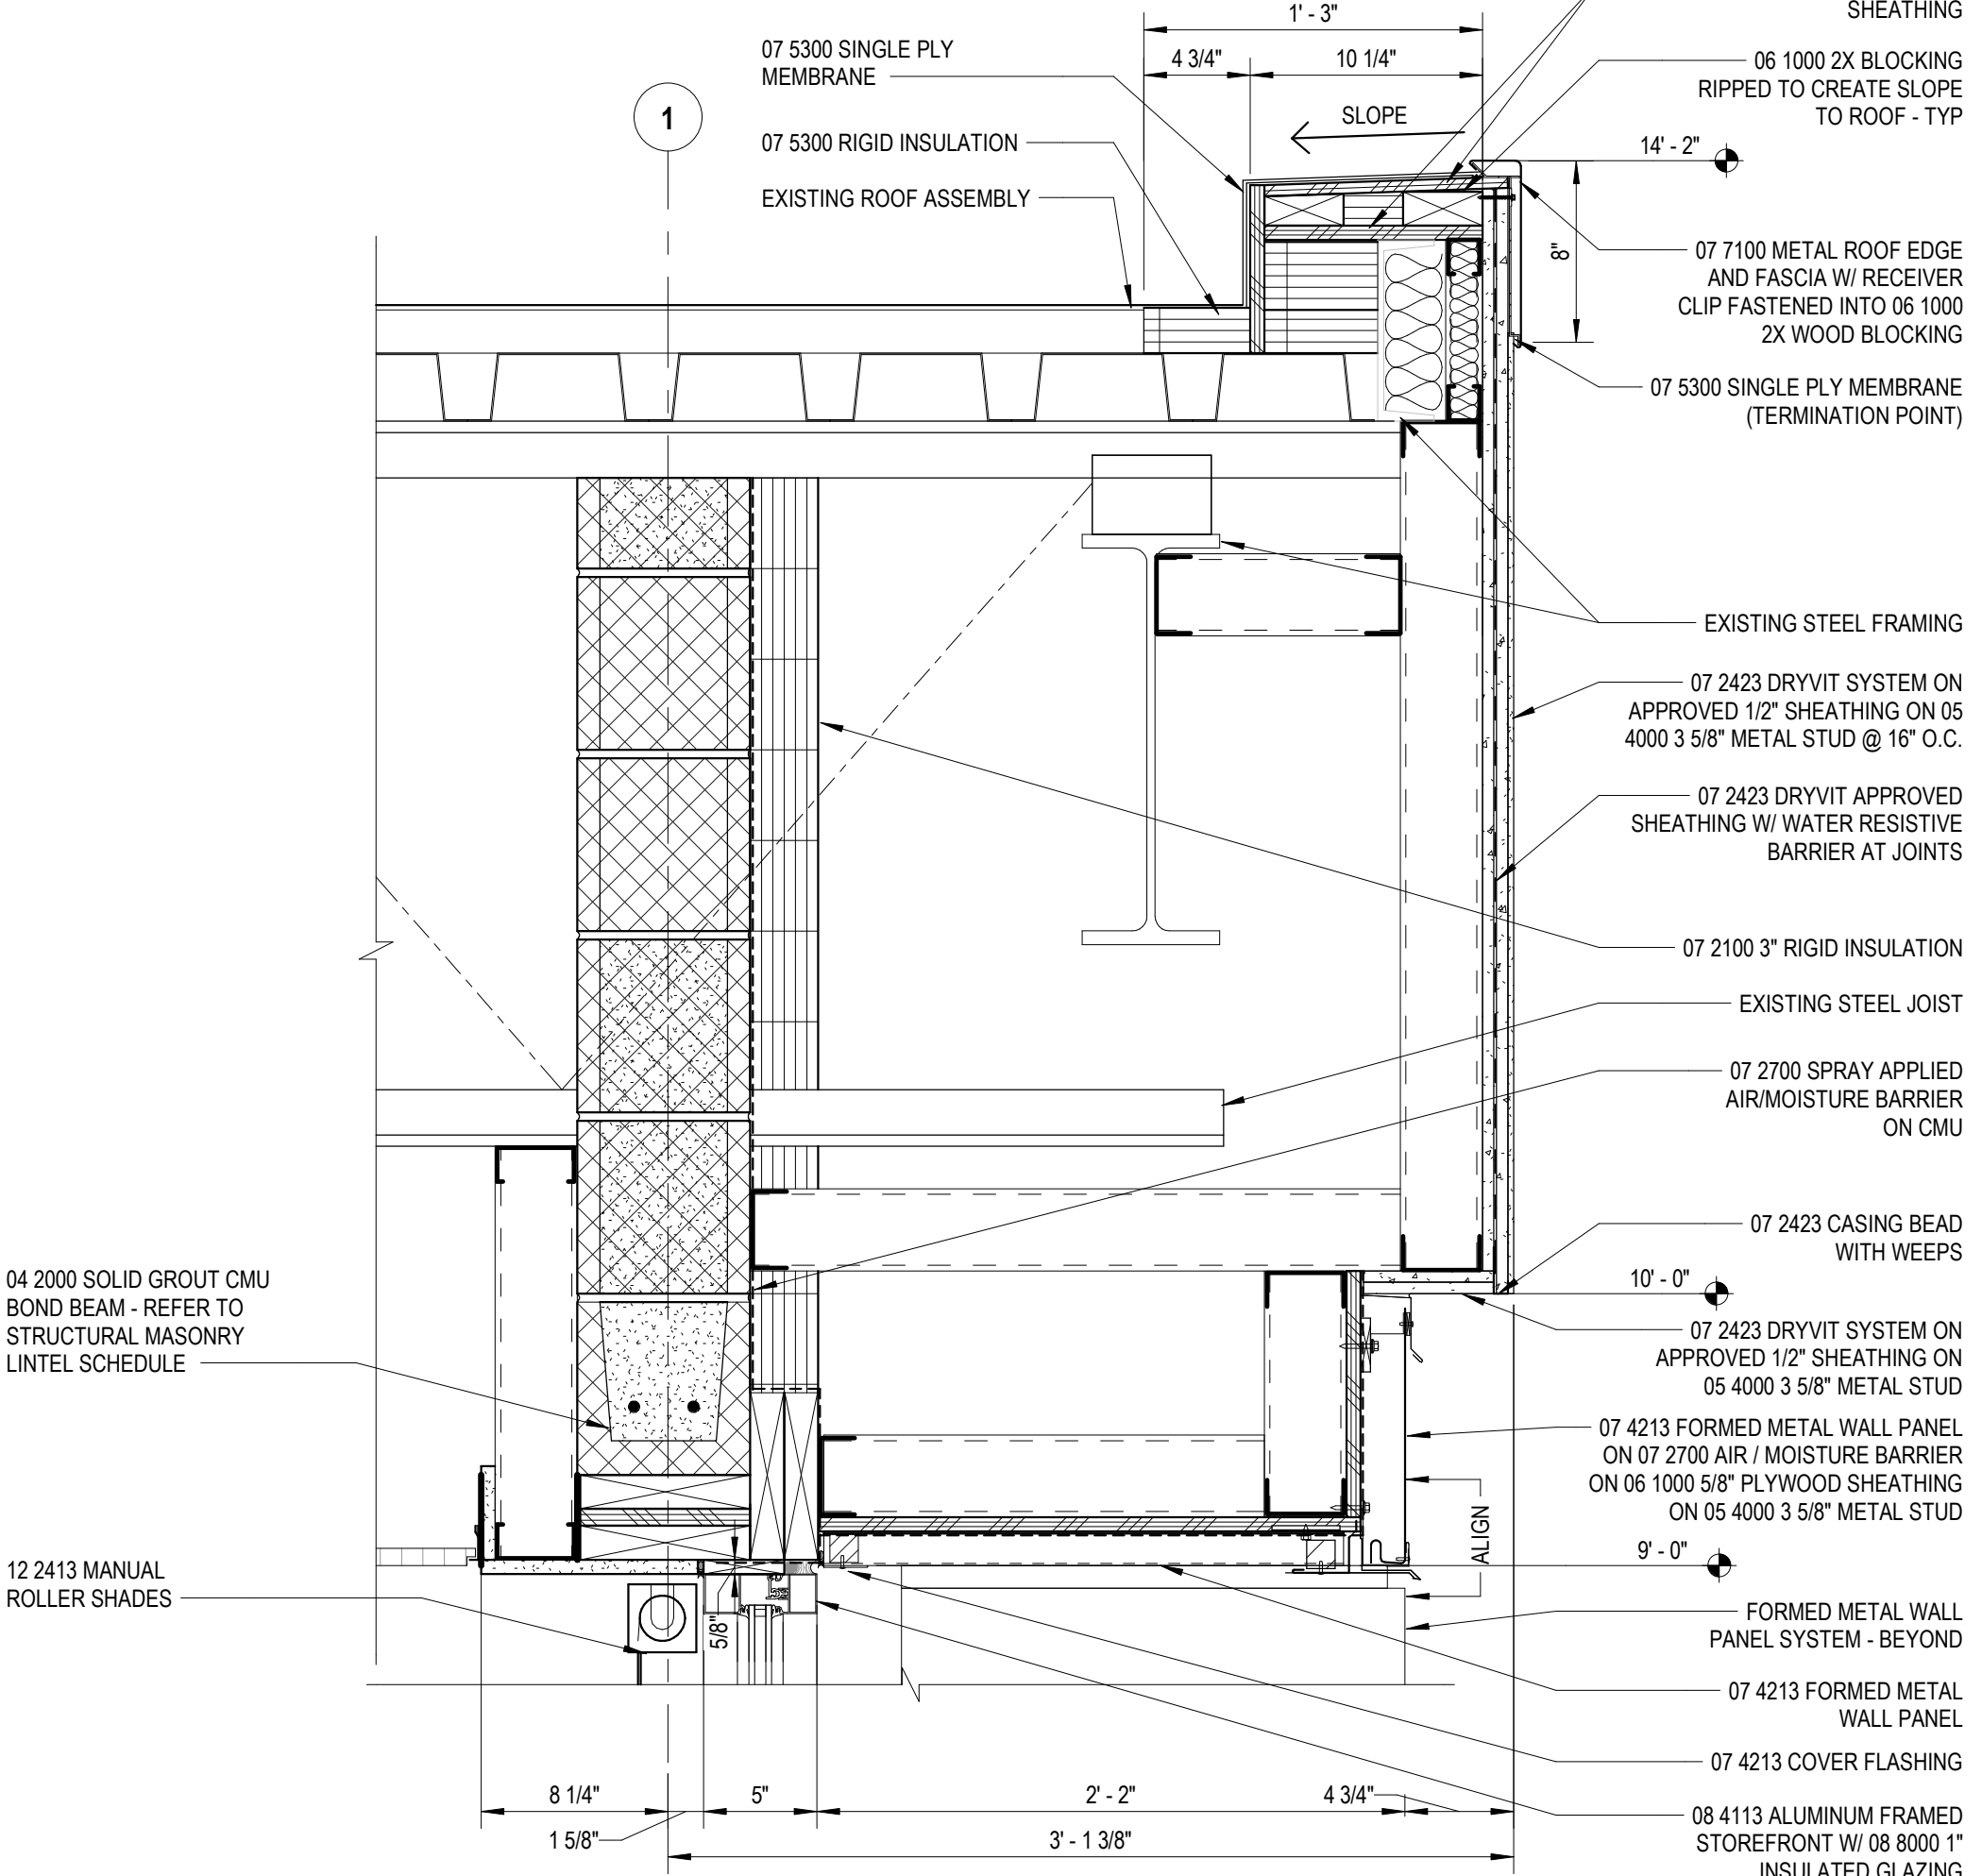 1' - 3"
SHEATHING
07 5300 SINGLE PLY
MEMBRANE
4 3/4"
10 1/4"
06 1000 2X BLOCKING
RIPPED TO CREATE SLOPE
TO ROOF - TYP
1
SLOPE
07 5300 RIGID INSULATION
14' - 2"
EXISTING ROOF ASSEMBLY
8"
07 7100 METAL ROOF EDGE
AND FASCIA W/ RECEIVER
CLIP FASTENED INTO 06 1000
2X WOOD BLOCKING
07 5300 SINGLE PLY MEMBRANE
(TERMINATION POINT)
EXISTING STEEL FRAMING
07 2423 DRYVIT SYSTEM ON
APPROVED 1/2" SHEATHING ON 05
4000 3 5/8" METAL STUD @ 16" O.C.
07 2423 DRYVIT APPROVED
SHEATHING W/ WATER RESISTIVE
BARRIER AT JOINTS
07 2100 3" RIGID INSULATION
EXISTING STEEL JOIST
07 2700 SPRAY APPLIED
AIR/MOISTURE BARRIER
ON CMU
07 2423 CASING BEAD
WITH WEEPS
04 2000 SOLID GROUT CMU
BOND BEAM - REFER TO
STRUCTURAL MASONRY
LINTEL SCHEDULE
10' - 0"
07 2423 DRYVIT SYSTEM ON
APPROVED 1/2" SHEATHING ON
05 4000 3 5/8" METAL STUD
07 4213 FORMED METAL WALL PANEL
ON 07 2700 AIR / MOISTURE BARRIER
ON 06 1000 5/8" PLYWOOD SHEATHING
ON 05 4000 3 5/8" METAL STUD
ALIGN
9' - 0"
12 2413 MANUAL
ROLLER SHADES
5/8"
FORMED METAL WALL
PANEL SYSTEM - BEYOND
07 4213 FORMED METAL
WALL PANEL
07 4213 COVER FLASHING
8 1/4"
5"
2' - 2"
4 3/4"
1 5/8"
3' - 1 3/8"
08 4113 ALUMINUM FRAMED
STOREFRONT W/ 08 8000 1"
INSULATED GLAZING